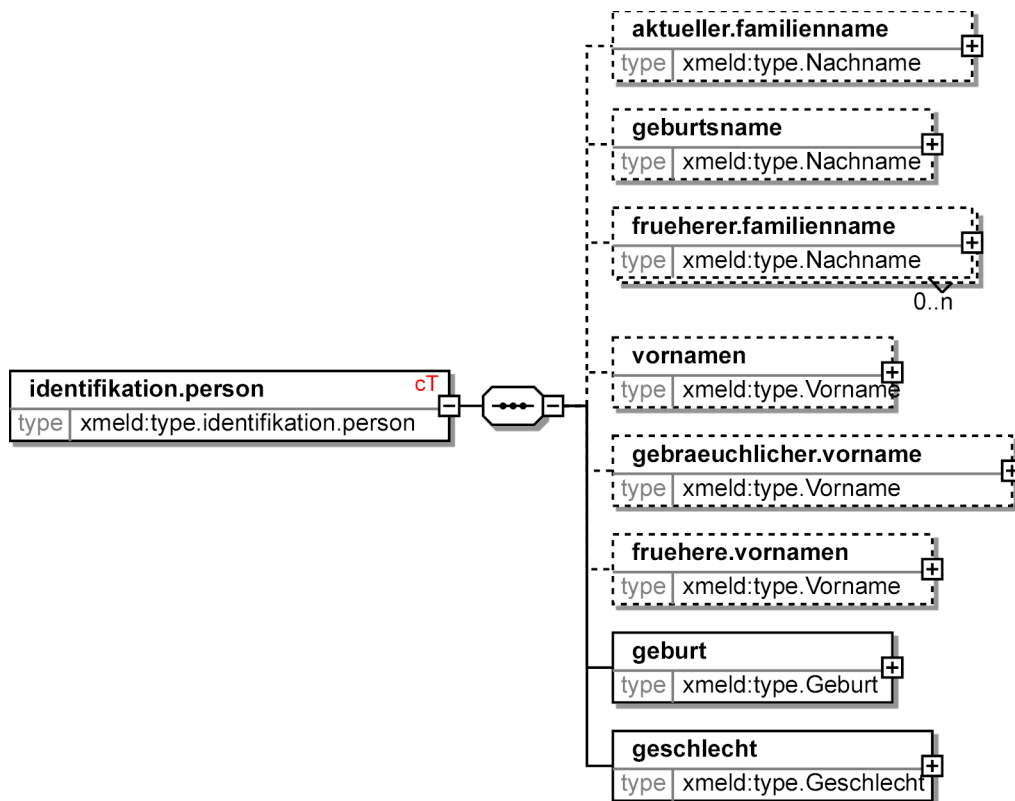 aktueller.familienname
type xmeld:type.Nachname
geburtsname
type xmeld:type.Nachname
frueherer.familienname
type xmeld:type.Nachname
0..n
identifikation.person cT
type xmeld:type.identifikation.person
vornamen
type xmeld:type.Vorname
gebraeuchlicher.vorname
type xmeld:type.Vorname
fruehere.vornamen
type xmeld:type.Vorname
geburt
type xmeld:type.Geburt
geschlecht
type xmeld:type.Geschlecht